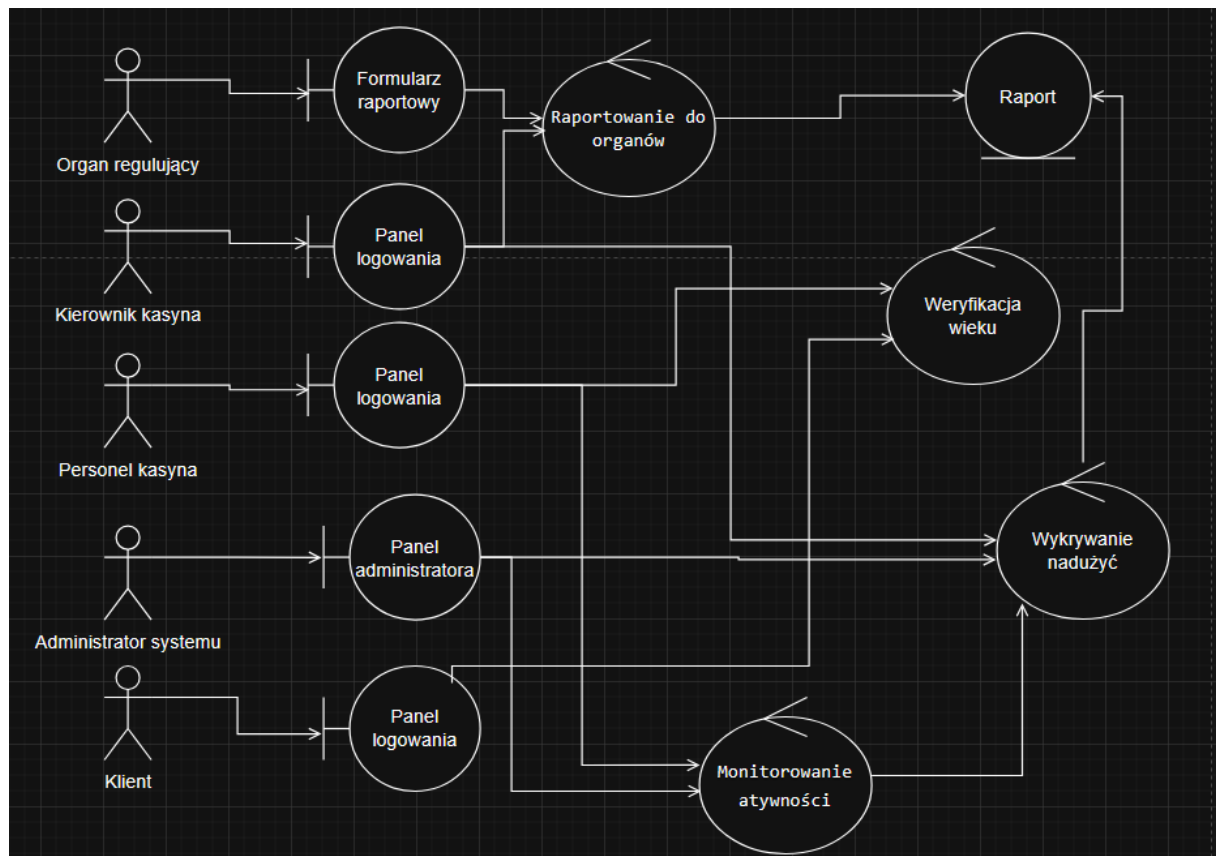 Formularz
raportowy
Raportowanie do
organów
Raport
Organ regulujący
Panel
logowania
Kierownik kasyna
Weryfikacja
wieku
Panel
logowania
Personel kasyna
Panel
administratora
Wykrywanie
nadużyć
Administrator systemu
Panel
logowania
Klient
Monitorowanie
atywności